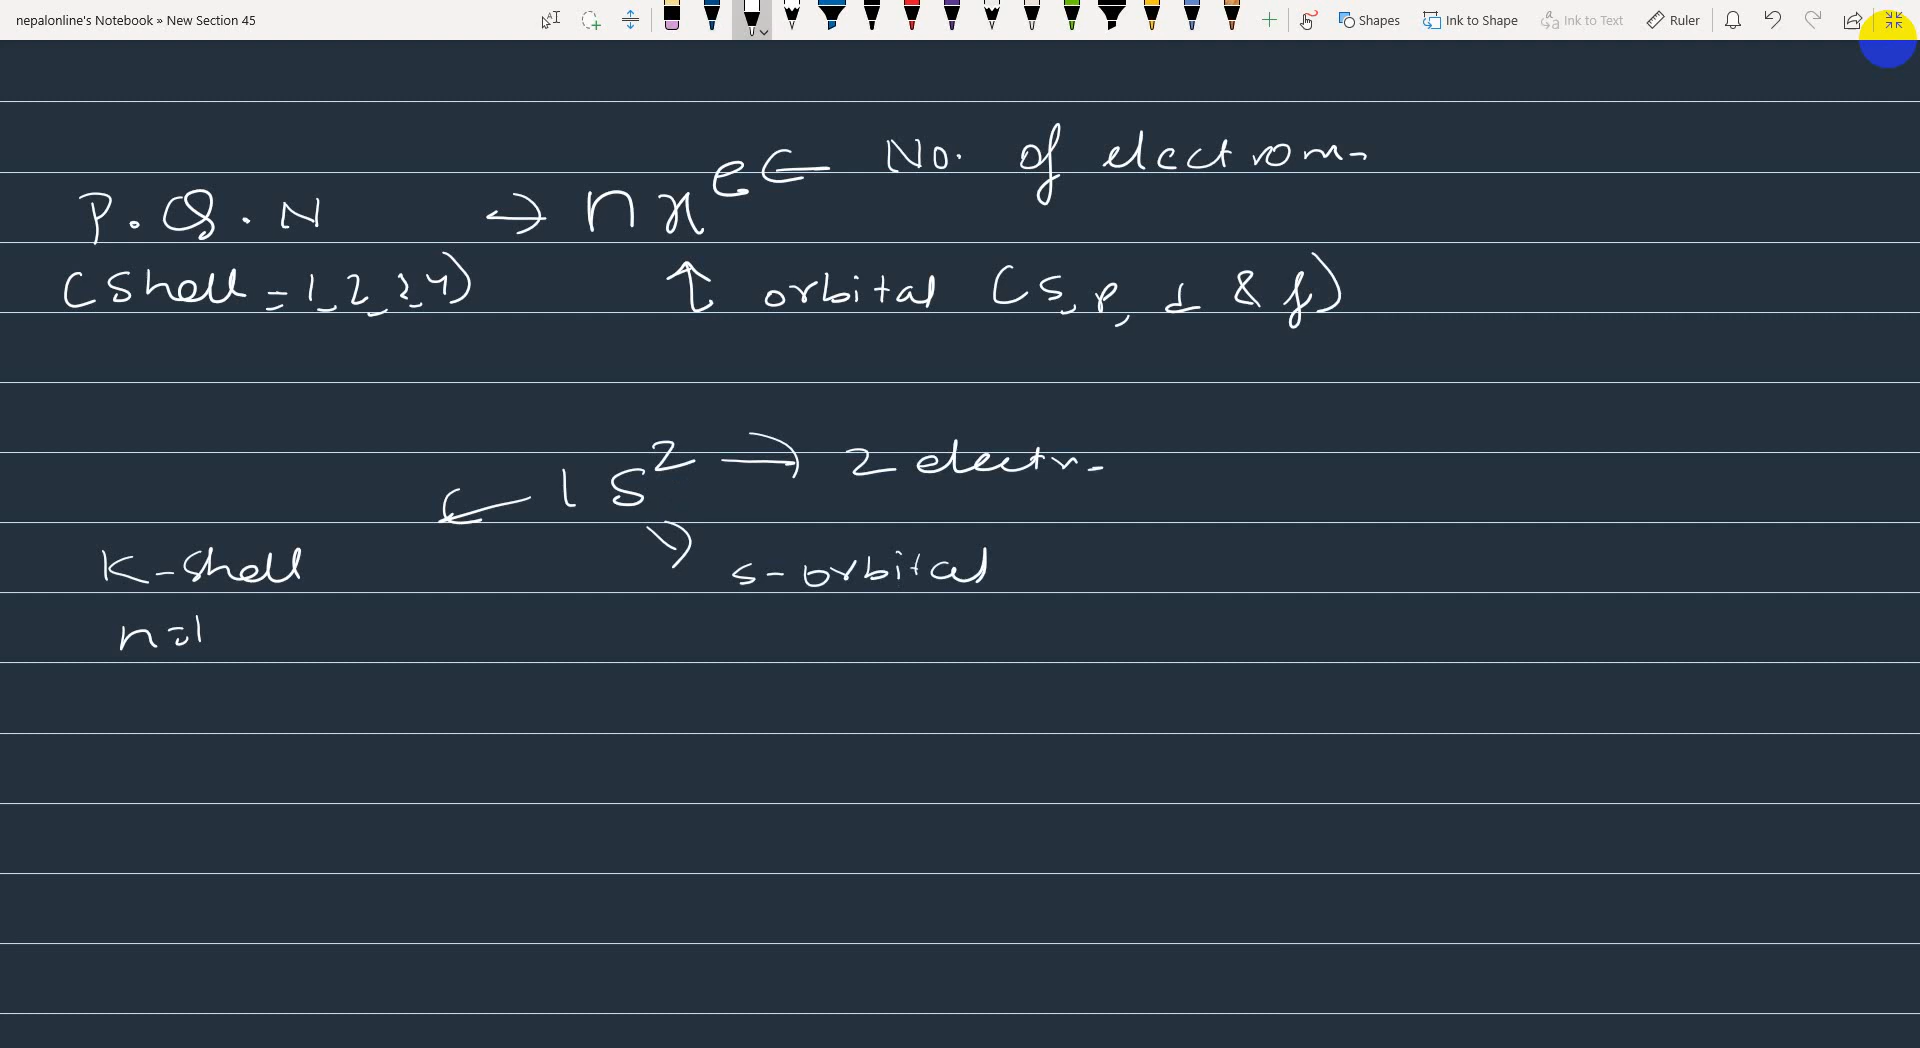 nepalonline's Notebook » New Section 45
Shapes Ink to Shape Ink to Text Ruler
P.Q.N → nx^e ← No. of electron
(Shell = 1, 2, 3, 4) ↑ orbital (s, p, d & f)
← 1s² → 2 electr.
K-shell → s-orbital
n=1